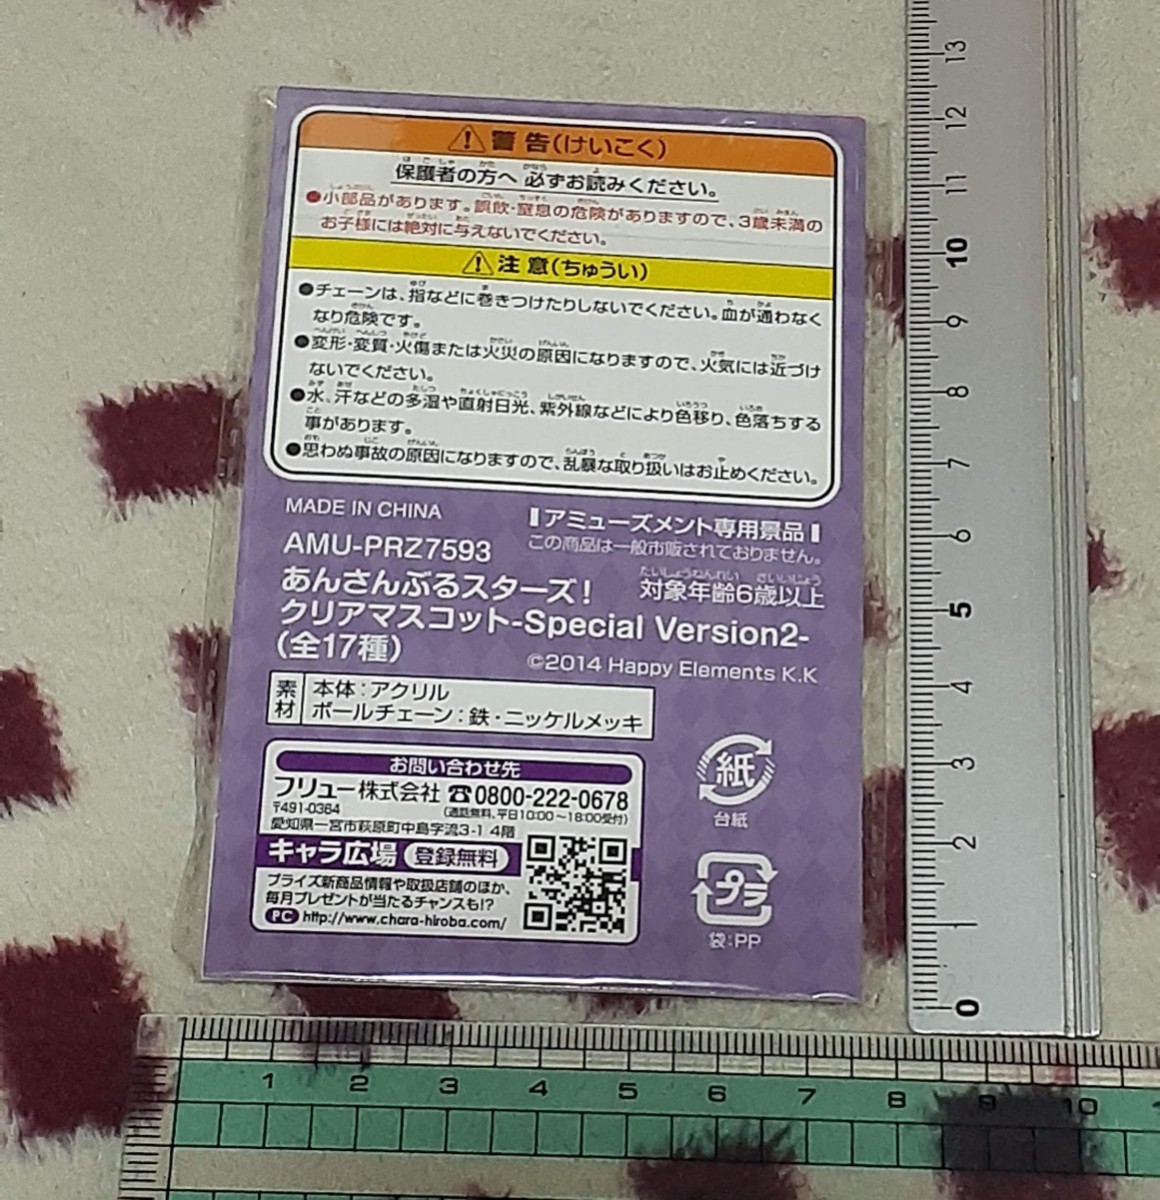 ⚠警告(けいこく)
保護者の方へ 必ずお読みください。
●小部品があります。誤飲・窒息の危険がありますので、3歳未満の
お子様には絶対に与えないでください。
⚠注意(ちゅうい)
●チェーンは、指などに巻きつけたりしないでください。血が通わなく
なり危険です。
●変形・変質・火傷または火災の原因になりますので、火気には近づけ
ないでください。
●水、汗などの多湿や直射日光、紫外線などにより色移り、色落ちする
事があります。
●思わぬ事故の原因になりますので、乱暴な取り扱いはお止めください。
MADE IN CHINA
アミューズメント専用景品
この商品は一般市販されておりません。
AMU-PRZ7593
あんさんぶるスターズ!
対象年齢6歳以上
クリアマスコット-Special Version2-
(全17種)
©2014 Happy Elements K.K
素材
本体:アクリル
ボールチェーン:鉄・ニッケルメッキ
お問い合わせ先
フリュー株式会社 ☎0800-222-0678
〒491-0364 (通話無料、平日10:00~18:00受付)
愛知県一宮市萩原町中島字流3-1 4階
キャラ広場 登録無料
プライズ新商品情報や取扱店舗のほか、
毎月プレゼントが当たるチャンスも!?
PC http://www.chara-hiroba.com/
紙
台紙
プラ
袋:PP
13
12
11
10
9
8
7
6
5
4
3
2
1
0
1 2 3 4 5 6 7 8 9 10